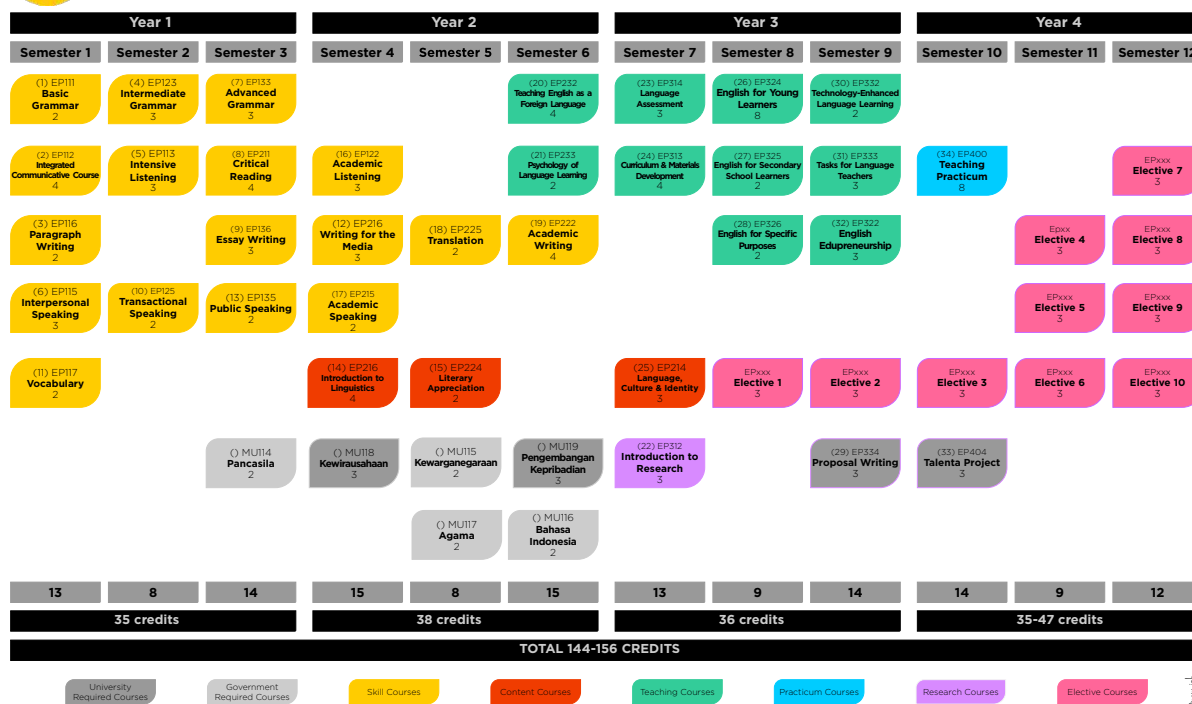 Year 1
Year 2
Year 3
Year 4
Semester 1
Semester 2
Semester 3
Semester 4
Semester 5
Semester 6
Semester 7
Semester 8
Semester 9
Semester 10
Semester 11
Semester 12
(1) EP111
Basic
Grammar
2
(4) EP123
Intermediate
Grammar
3
(7) EP133
Advanced
Grammar
3
(20) EP232
Teaching English as a
Foreign Language
4
(23) EP314
Language
Assessment
3
(26) EP324
English for Young
Learners
8
(30) EP332
Technology-Enhanced
Language Learning
2
(2) EP112
Integrated
Communicative Course
4
(5) EP113
Intensive
Listening
3
(8) EP211
Critical
Reading
4
(16) EP122
Academic
Listening
3
(21) EP233
Psychology of
Language Learning
2
(24) EP313
Curriculum & Materials
Development
4
(27) EP325
English for Secondary
School Learners
2
(31) EP333
Tasks for Language
Teachers
3
(34) EP400
Teaching
Practicum
8
EPxxx
Elective 7
3
(3) EP116
Paragraph
Writing
2
(9) EP136
Essay Writing
3
(12) EP216
Writing for the
Media
3
(18) EP225
Translation
2
(19) EP222
Academic
Writing
4
(28) EP326
English for Specific
Purposes
2
(32) EP322
English
Edupreneurship
3
Epxx
Elective 4
3
EPxxx
Elective 8
3
(6) EP115
Interpersonal
Speaking
3
(10) EP125
Transactional
Speaking
2
(13) EP135
Public Speaking
2
(17) EP215
Academic
Speaking
2
EPxxx
Elective 5
3
EPxxx
Elective 9
3
(11) EP117
Vocabulary
2
(14) EP216
Introduction to
Linguistics
4
(15) EP224
Literary
Appreciation
2
(25) EP214
Language,
Culture & Identity
3
EPxxx
Elective 1
3
EPxxx
Elective 2
3
EPxxx
Elective 3
3
EPxxx
Elective 6
3
EPxxx
Elective 10
3
() MU114
Pancasila
2
() MU118
Kewirausahaan
3
() MU115
Kewarganegaraan
2
() MU119
Pengembangan
Kepribadian
3
(22) EP312
Introduction to
Research
3
(29) EP334
Proposal Writing
3
(33) EP404
Talenta Project
3
() MU117
Agama
2
() MU116
Bahasa
Indonesia
2
13
8
14
15
8
15
13
9
14
14
9
12
35 credits
38 credits
36 credits
35-47 credits
TOTAL 144-156 CREDITS
University
Required Courses
Government
Required Courses
Skill Courses
Content Courses
Teaching Courses
Practicum Courses
Research Courses
Elective Courses